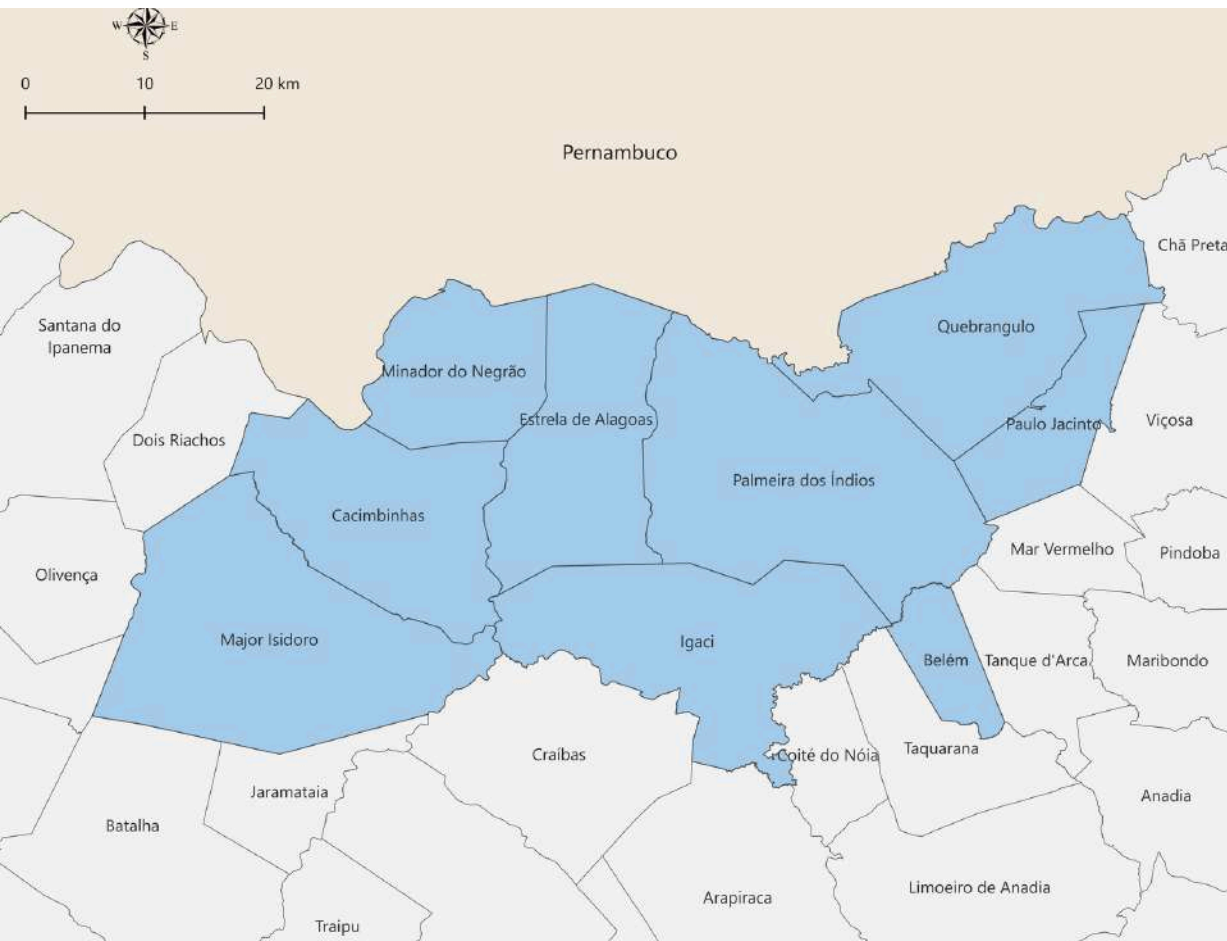 W
E
S
0
10
20 km
Pernambuco
Chã Preta
Santana do
Ipanema
Quebrangulo
Minador do Negrão
Estrela de Alagoas
Paulo Jacinto
Viçosa
Dois Riachos
Palmeira dos Índios
Cacimbinhas
Mar Vermelho
Pindoba
Olivença
Major Isidoro
Igaci
Belém
Tanque d'Arca
Maribondo
Craíbas
Coité do Nóia
Taquarana
Jaramataia
Anadia
Batalha
Arapiraca
Limoeiro de Anadia
Traipu